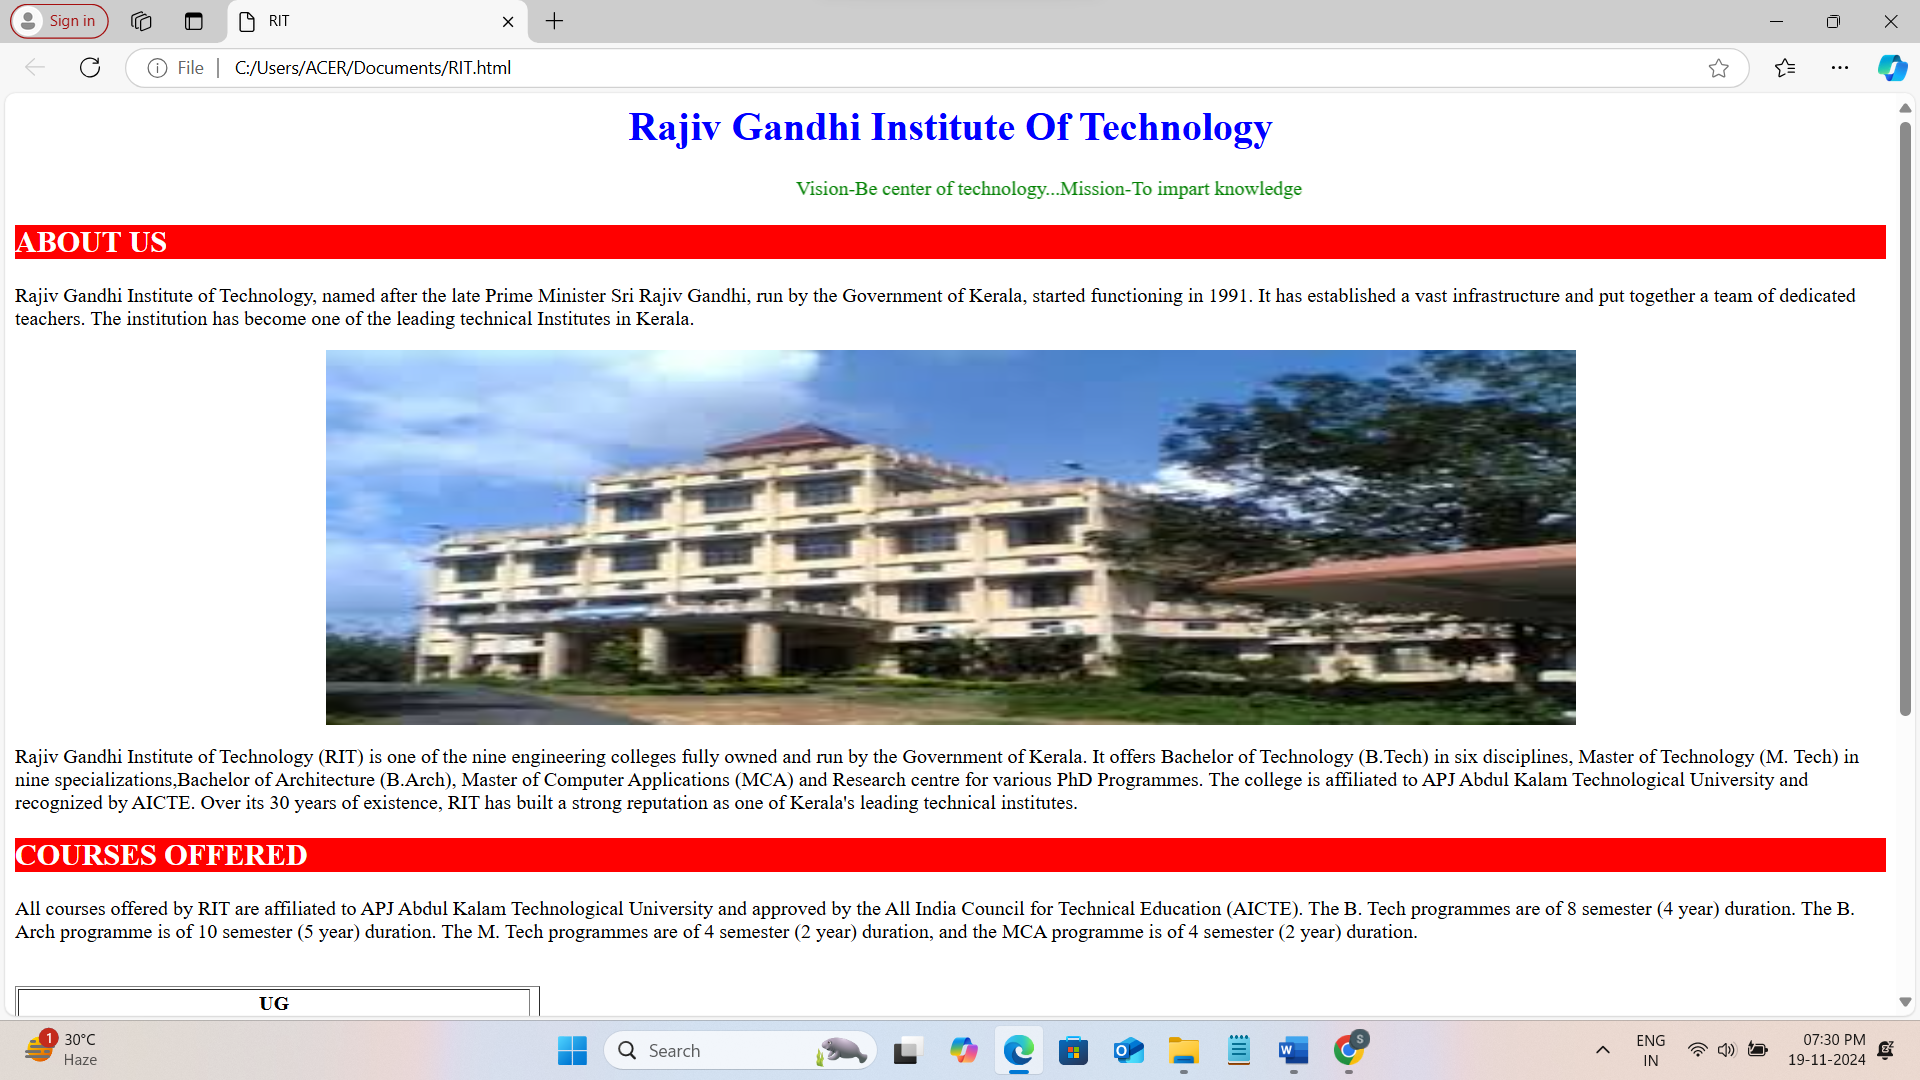 Sign in
RIT
File
C:/Users/ACER/Documents/RIT.html
Rajiv Gandhi Institute Of Technology
Vision-Be center of technology...Mission-To impart knowledge
ABOUT US
Rajiv Gandhi Institute of Technology, named after the late Prime Minister Sri Rajiv Gandhi, run by the Government of Kerala, started functioning in 1991. It has established a vast infrastructure and put together a team of dedicated
teachers. The institution has become one of the leading technical Institutes in Kerala.
Rajiv Gandhi Institute of Technology (RIT) is one of the nine engineering colleges fully owned and run by the Government of Kerala. It offers Bachelor of Technology (B.Tech) in six disciplines, Master of Technology (M. Tech) in
nine specializations,Bachelor of Architecture (B.Arch), Master of Computer Applications (MCA) and Research centre for various PhD Programmes. The college is affiliated to APJ Abdul Kalam Technological University and
recognized by AICTE. Over its 30 years of existence, RIT has built a strong reputation as one of Kerala's leading technical institutes.
COURSES OFFERED
All courses offered by RIT are affiliated to APJ Abdul Kalam Technological University and approved by the All India Council for Technical Education (AICTE). The B. Tech programmes are of 8 semester (4 year) duration. The B.
Arch programme is of 10 semester (5 year) duration. The M. Tech programmes are of 4 semester (2 year) duration, and the MCA programme is of 4 semester (2 year) duration.
UG
1
30°C
Haze
Search
S
ENG
IN
07:30 PM
19-11-2024